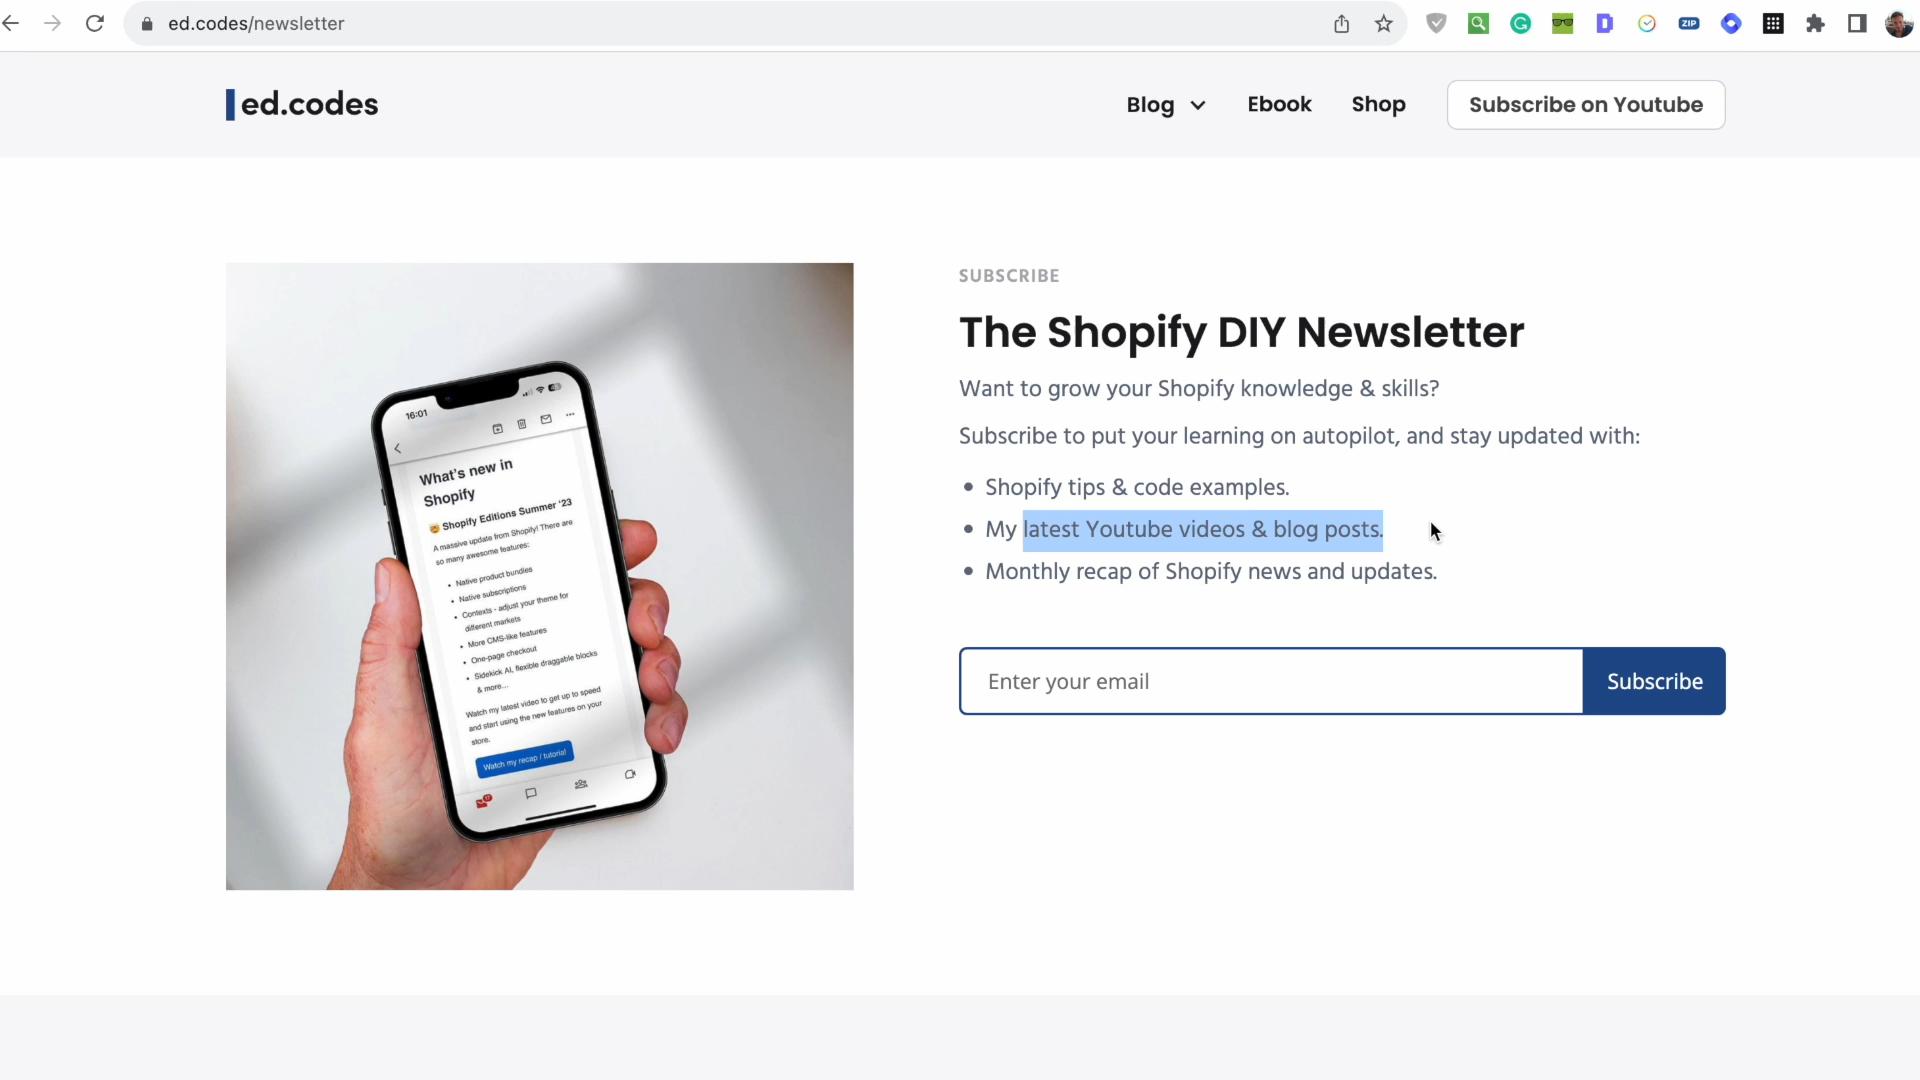 ed.codes/newsletter
ZIP
ed.codes
Blog
Ebook
Shop
Subscribe on Youtube
SUBSCRIBE
The Shopify DIY Newsletter
Want to grow your Shopify knowledge & skills?
Subscribe to put your learning on autopilot, and stay updated with:
• Shopify tips & code examples.
• My latest Youtube videos & blog posts.
• Monthly recap of Shopify news and updates.
Enter your email
Subscribe
16:01
What's new in
Shopify
🤯 Shopify Editions Summer '23
A massive update from Shopify! There are
so many awesome features:
• Native product bundles
• Native subscriptions
• Contexts - adjust your theme for
different markets
• More CMS-like features
• One-page checkout
• Sidekick AI, flexible draggable blocks
& more...
Watch my latest video to get up to speed
and start using the new features on your
store.
Watch my recap / tutorial